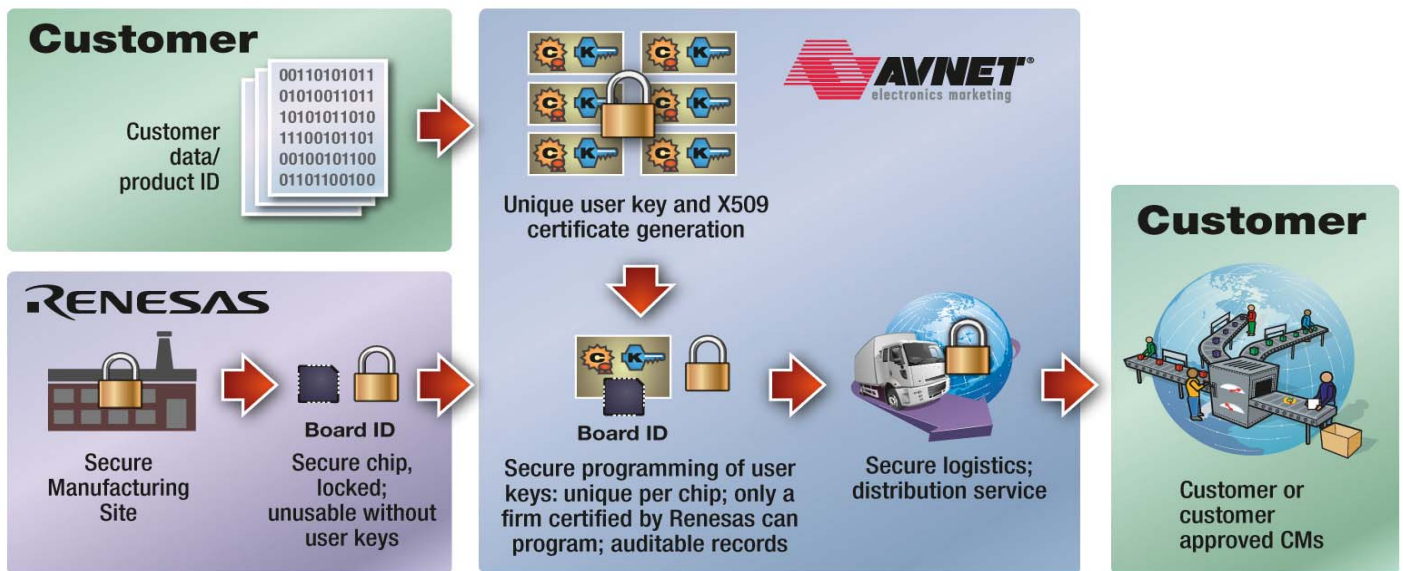 Customer
Customer
data/
product ID
00110101011
01010011011
10101011010
11100101101
00100101100
01101100100
RENESAS
Secure
Manufacturing
Site
Board ID
Secure chip,
locked;
unusable without
user keys
AVNET®
electronics marketing
C K C K
C K C K
C K C K
Unique user key and X509
certificate generation
C K
Board ID
Secure programming of user
keys: unique per chip; only a
firm certified by Renesas can
program; auditable records
Secure logistics;
distribution service
Customer
Customer or
customer
approved CMs